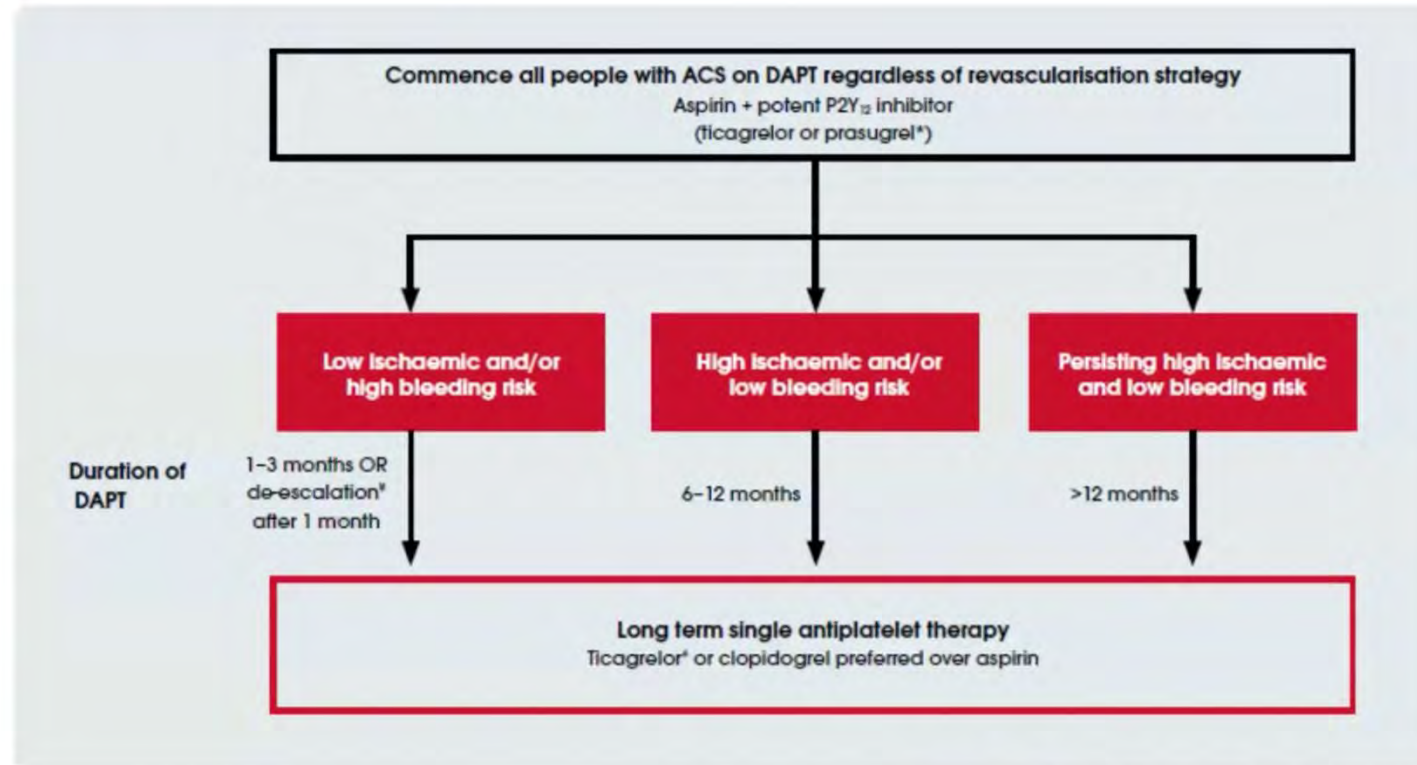 Commence all people with ACS on DAPT regardless of revascularisation strategy
Aspirin + potent P2Y₁₂ inhibitor
(ticagrelor or prasugrel*)
Low ischaemic and/or
high bleeding risk
High ischaemic and/or
low bleeding risk
Persisting high ischaemic
and low bleeding risk
Duration of
DAPT
1–3 months OR
de-escalation¥
after 1 month
6–12 months
>12 months
Long term single antiplatelet therapy
Ticagrelor⁺ or clopidogrel preferred over aspirin